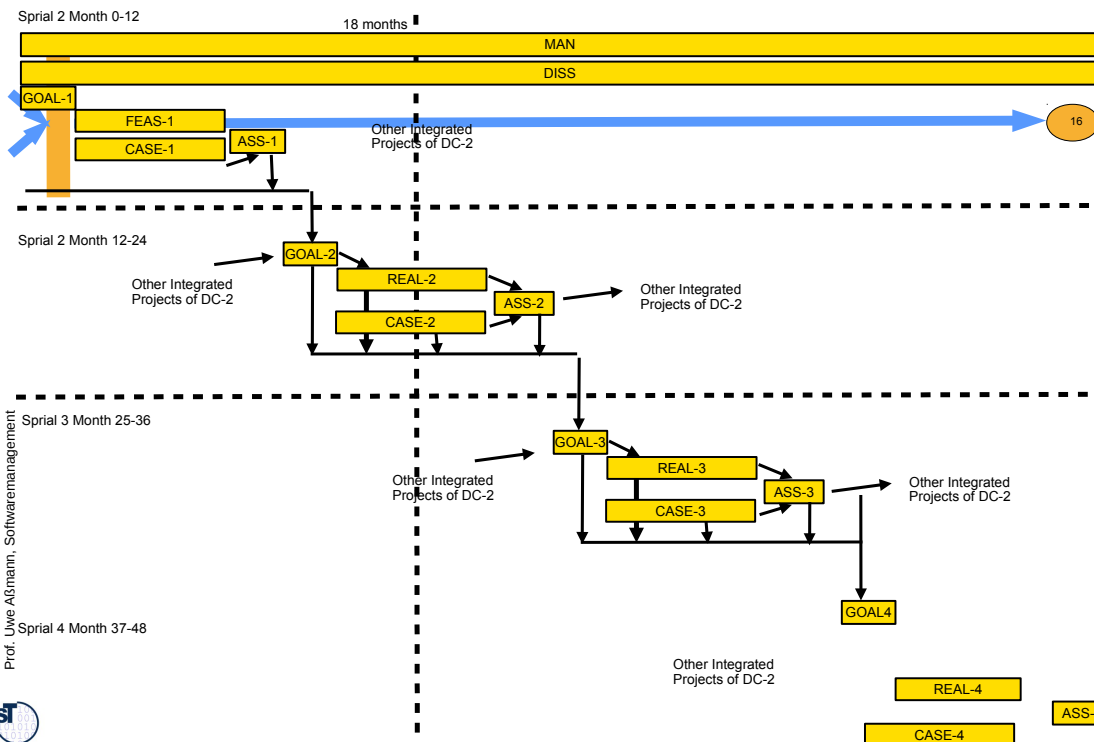 Sprial 2 Month 0-12
18 months
MAN
DISS
GOAL-1
FEAS-1
16
Other Integrated
Projects of DC-2
ASS-1
CASE-1
Sprial 2 Month 12-24
GOAL-2
Other Integrated
Projects of DC-2
REAL-2
ASS-2
Other Integrated
Projects of DC-2
CASE-2
Sprial 3 Month 25-36
GOAL-3
Other Integrated
Projects of DC-2
REAL-3
ASS-3
Other Integrated
Projects of DC-2
CASE-3
GOAL4
Sprial 4 Month 37-48
Other Integrated
Projects of DC-2
REAL-4
ASS-
CASE-4
Prof. Uwe Aßmann, Softwaremanagement
sT